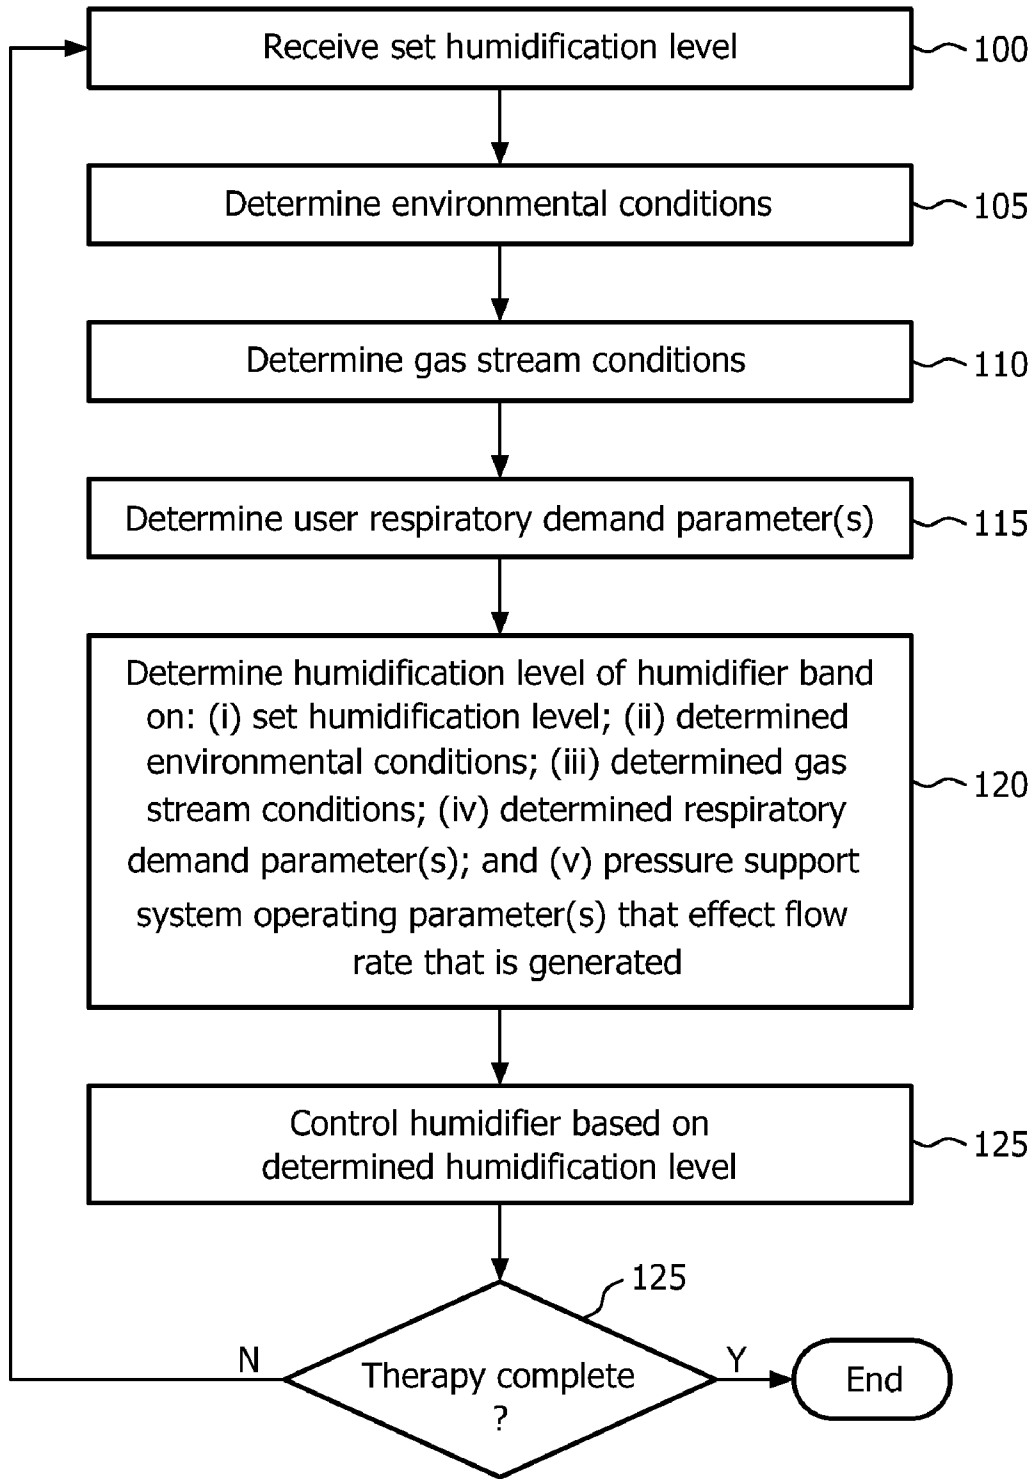 Receive set humidification level
100
Determine environmental conditions
105
Determine gas stream conditions
110
Determine user respiratory demand parameter(s)
115
Determine humidification level of humidifier band
on: (i) set humidification level; (ii) determined
environmental conditions; (iii) determined gas
stream conditions; (iv) determined respiratory
demand parameter(s); and (v) pressure support
system operating parameter(s) that effect flow
rate that is generated
120
Control humidifier based on
determined humidification level
125
125
N
Therapy complete
?
Y
End